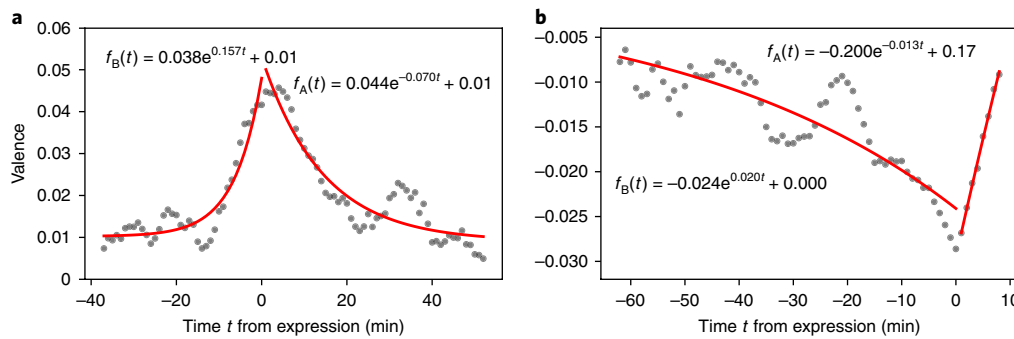 a
0.06
0.05
0.04
0.03
0.02
0.01
0
Valence
f_B(t) = 0.038e^{0.157t} + 0.01
f_A(t) = 0.044e^{−0.070t} + 0.01
−40 −20 0 20 40
Time t from expression (min)
b
−0.005
−0.010
−0.015
−0.020
−0.025
−0.030
f_A(t) = −0.200e^{−0.013t} + 0.17
f_B(t) = −0.024e^{0.020t} + 0.000
−60 −50 −40 −30 −20 −10 0 10
Time t from expression (min)